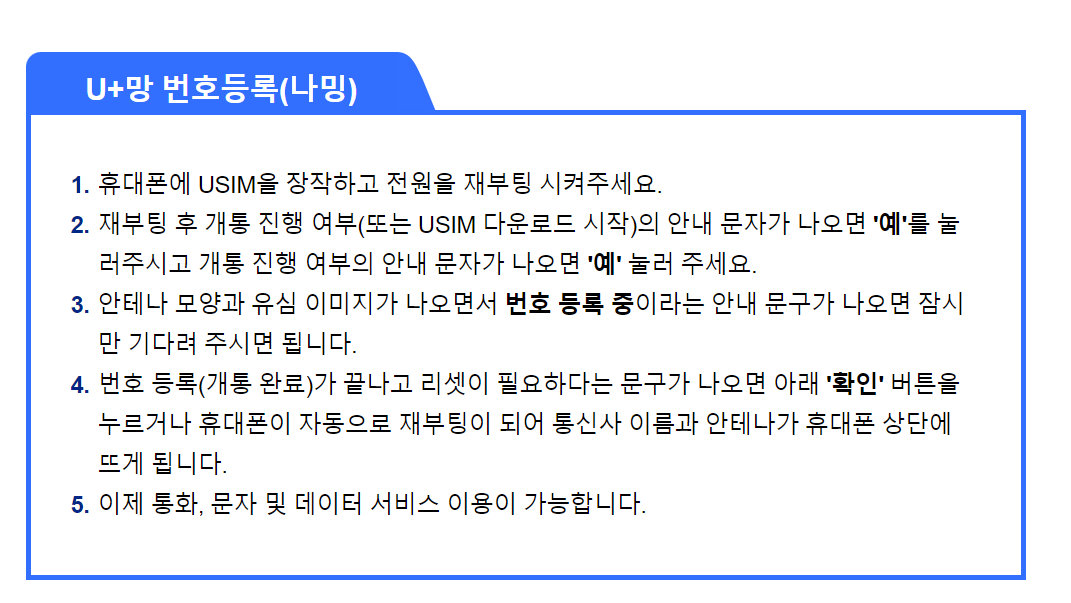 U+망 번호등록(나밍)
1. 휴대폰에 USIM을 장작하고 전원을 재부팅 시켜주세요.
2. 재부팅 후 개통 진행 여부(또는 USIM 다운로드 시작)의 안내 문자가 나오면 '예'를 눌
러주시고 개통 진행 여부의 안내 문자가 나오면 '예' 눌러 주세요.
3. 안테나 모양과 유심 이미지가 나오면서 번호 등록 중이라는 안내 문구가 나오면 잠시
만 기다려 주시면 됩니다.
4. 번호 등록(개통 완료)가 끝나고 리셋이 필요하다는 문구가 나오면 아래 '확인' 버튼을
누르거나 휴대폰이 자동으로 재부팅이 되어 통신사 이름과 안테나가 휴대폰 상단에
뜨게 됩니다.
5. 이제 통화, 문자 및 데이터 서비스 이용이 가능합니다.